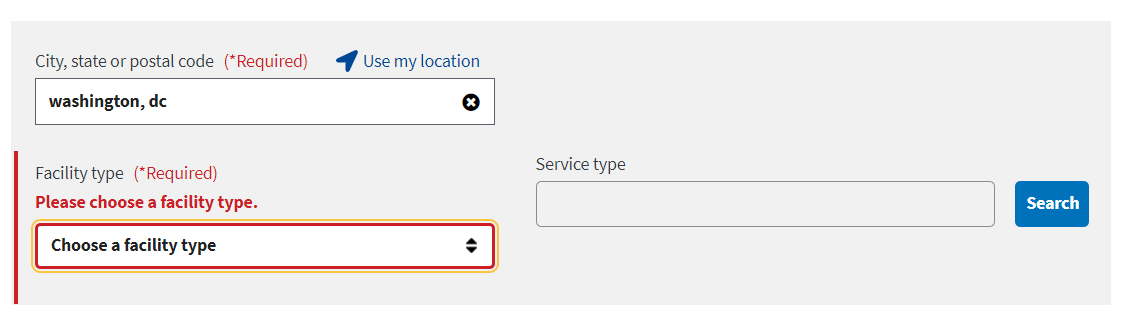 City, state or postal code (*Required) Use my location
washington, dc
Facility type (*Required)
Please choose a facility type.
Choose a facility type
Service type
Search